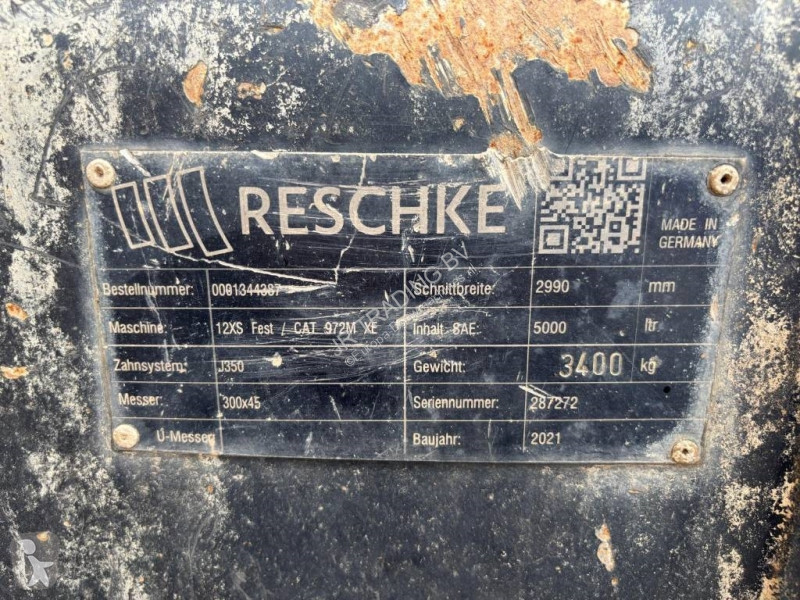 RESCHKE
MADE IN
GERMANY
Bestellnummer: 0091344387 Schnittbreite: 2990 mm
Maschine: 12XS Fest / CAT 972M XE Inhalt SAE: 5000 ltr
Zahnsystem: J350 Gewicht: 3400 kg
Messer: 300x45 Seriennummer: 287272
U-Messer: Baujahr: 2021